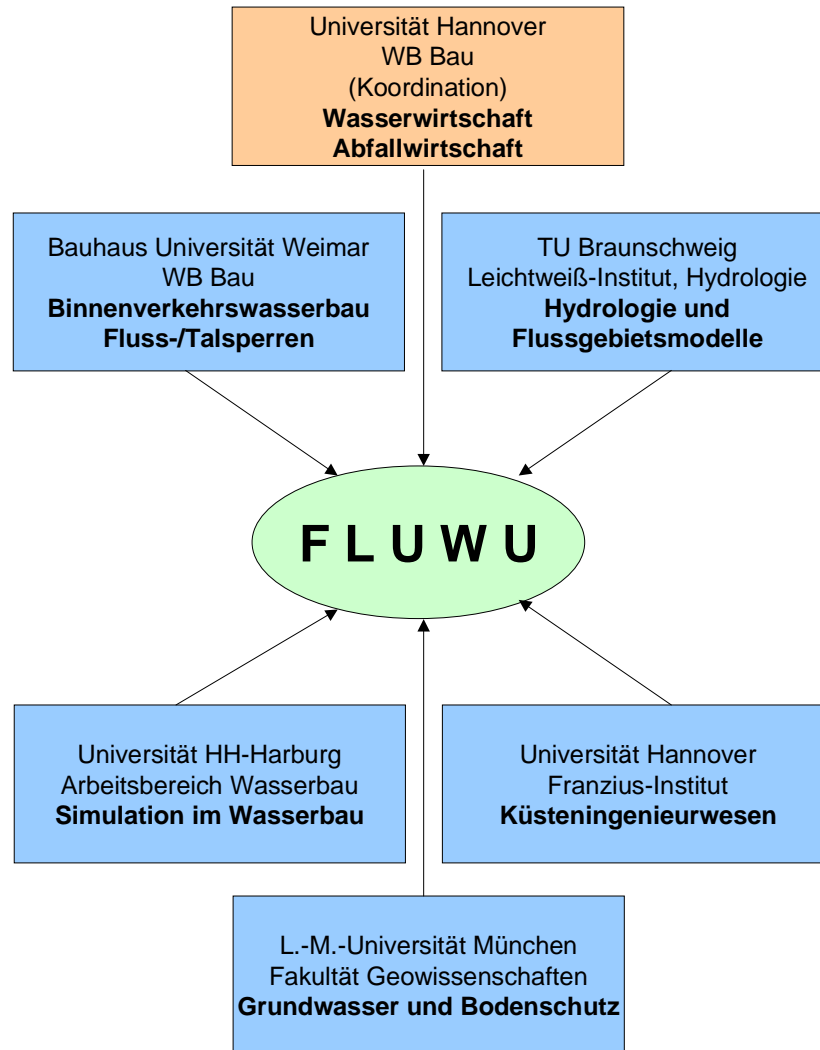 Universität Hannover
WB Bau
(Koordination)
Wasserwirtschaft
Abfallwirtschaft
Bauhaus Universität Weimar
WB Bau
Binnenverkehrswasserbau
Fluss-/Talsperren
TU Braunschweig
Leichtweiß-Institut, Hydrologie
Hydrologie und
Flussgebietsmodelle
F L U W U
Universität HH-Harburg
Arbeitsbereich Wasserbau
Simulation im Wasserbau
Universität Hannover
Franzius-Institut
Küsteningenieurwesen
L.-M.-Universität München
Fakultät Geowissenschaften
Grundwasser und Bodenschutz